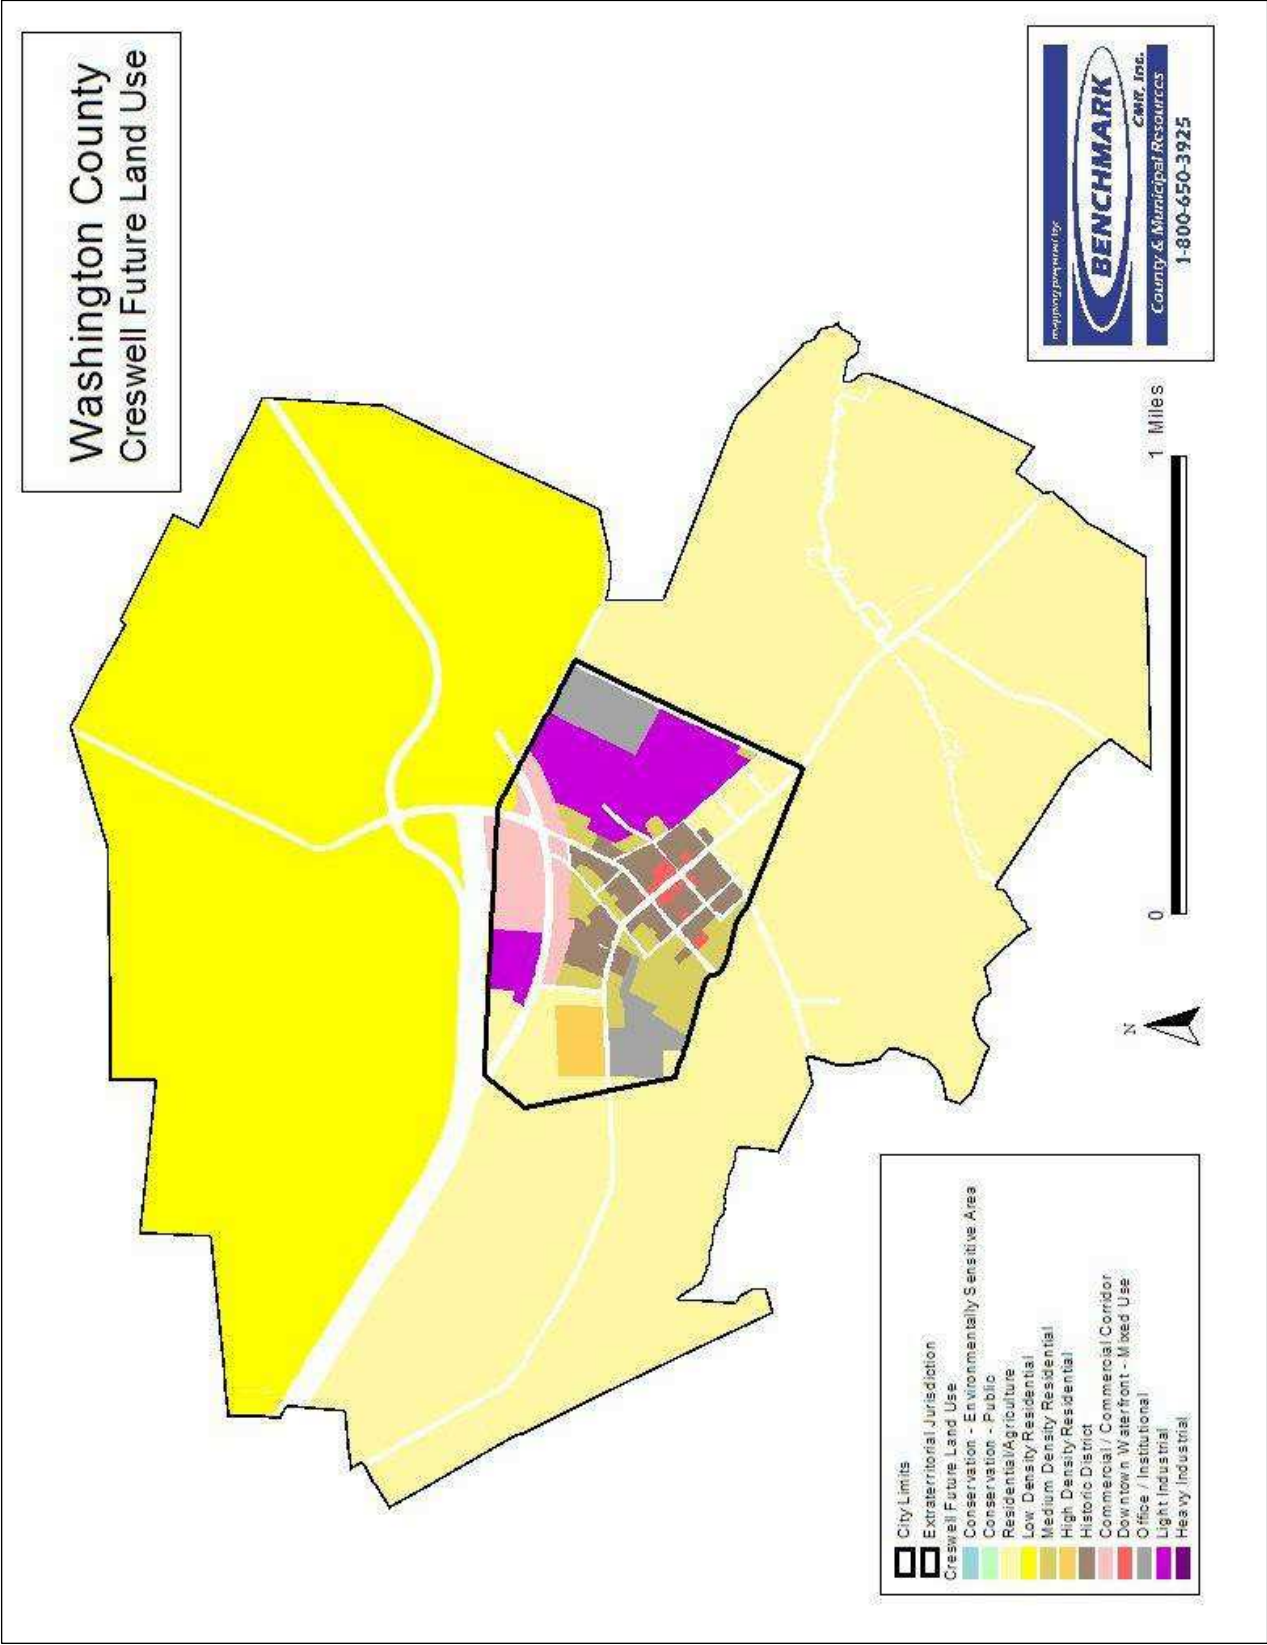 Washington County
Creswell Future Land Use
mapping prepared by:
BENCHMARK
CMR, Inc.
County & Municipal Resources
1-800-650-3925
N
0
1 Miles
City Limits
Extraterritorial Jurisdiction
Creswell Future Land Use
Conservation - Environmentally Sensitive Area
Conservation - Public
Residential/Agriculture
Low Density Residential
Medium Density Residential
High Density Residential
Historic District
Commercial / Commercial Corridor
Downtown Waterfront - Mixed Use
Office / Institutional
Light Industrial
Heavy Industrial